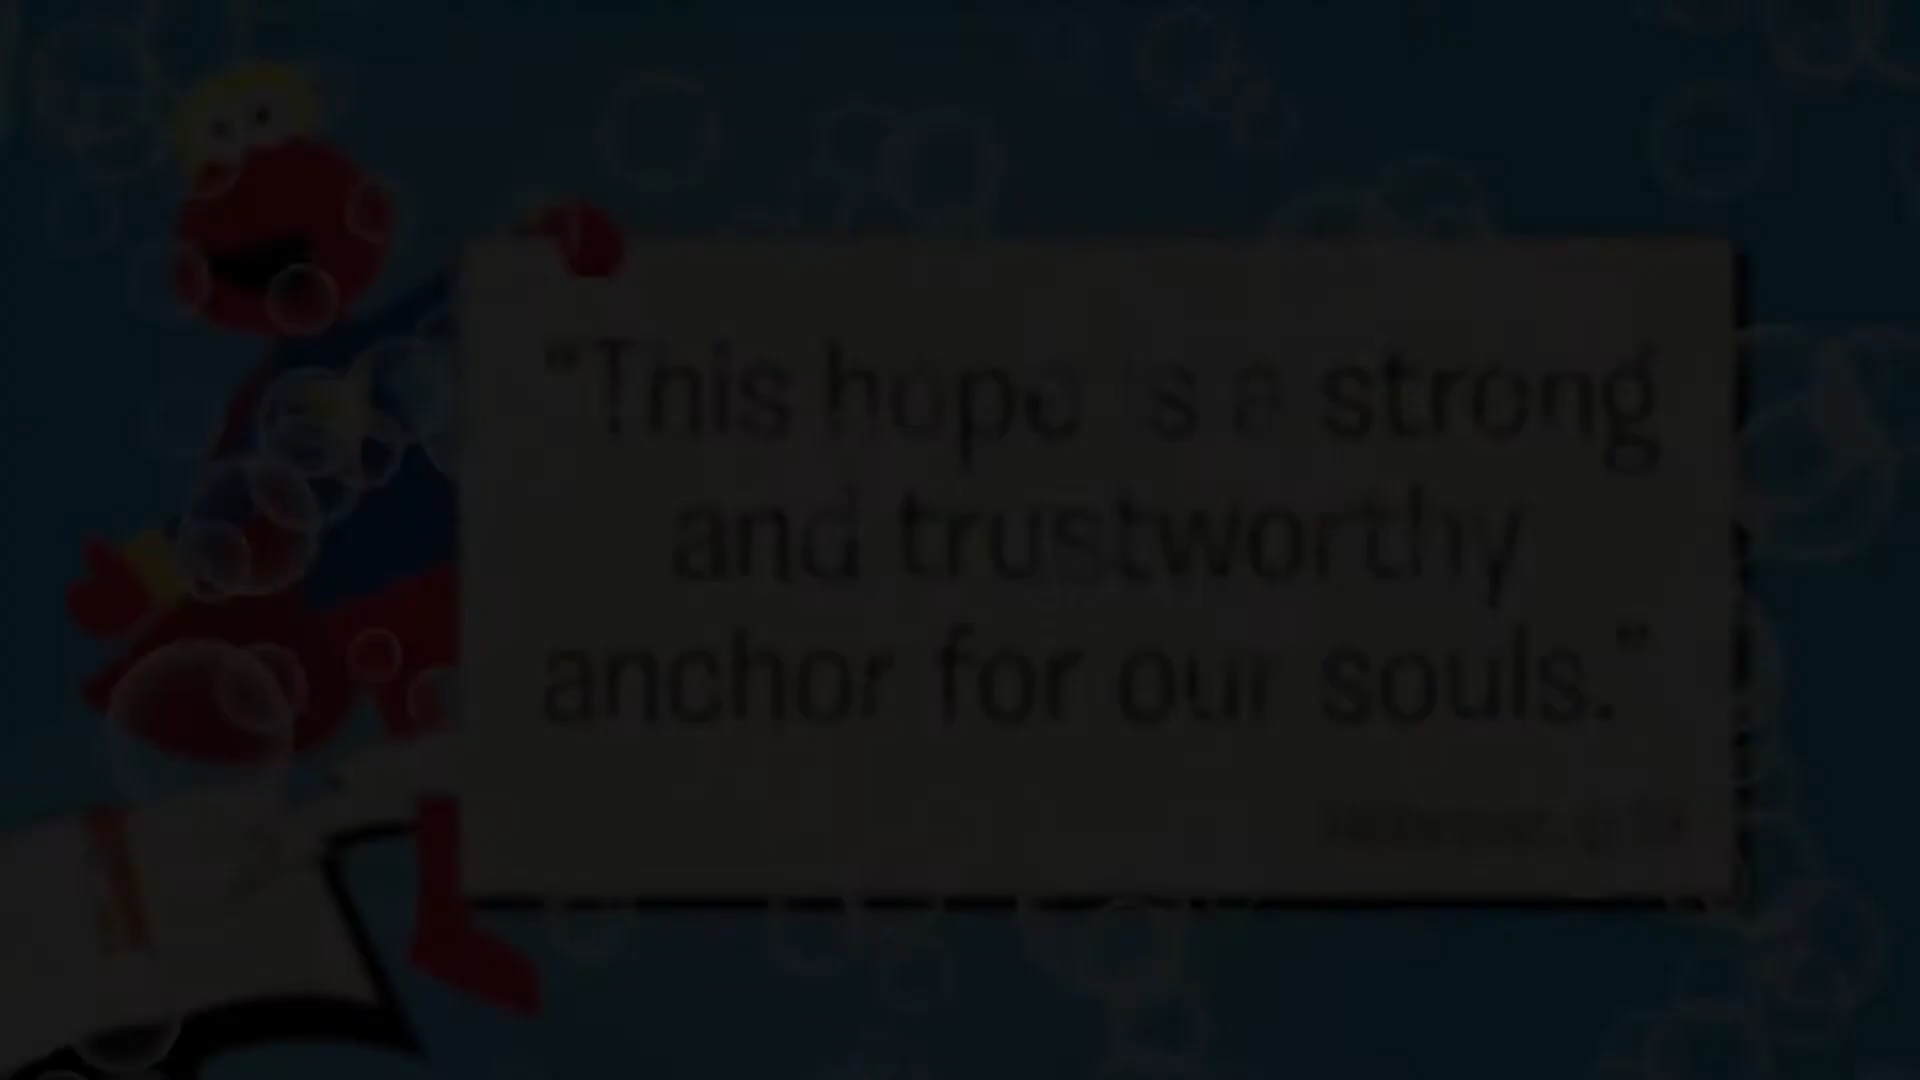 "This hope is a strong
and trustworthy
anchor for our souls."